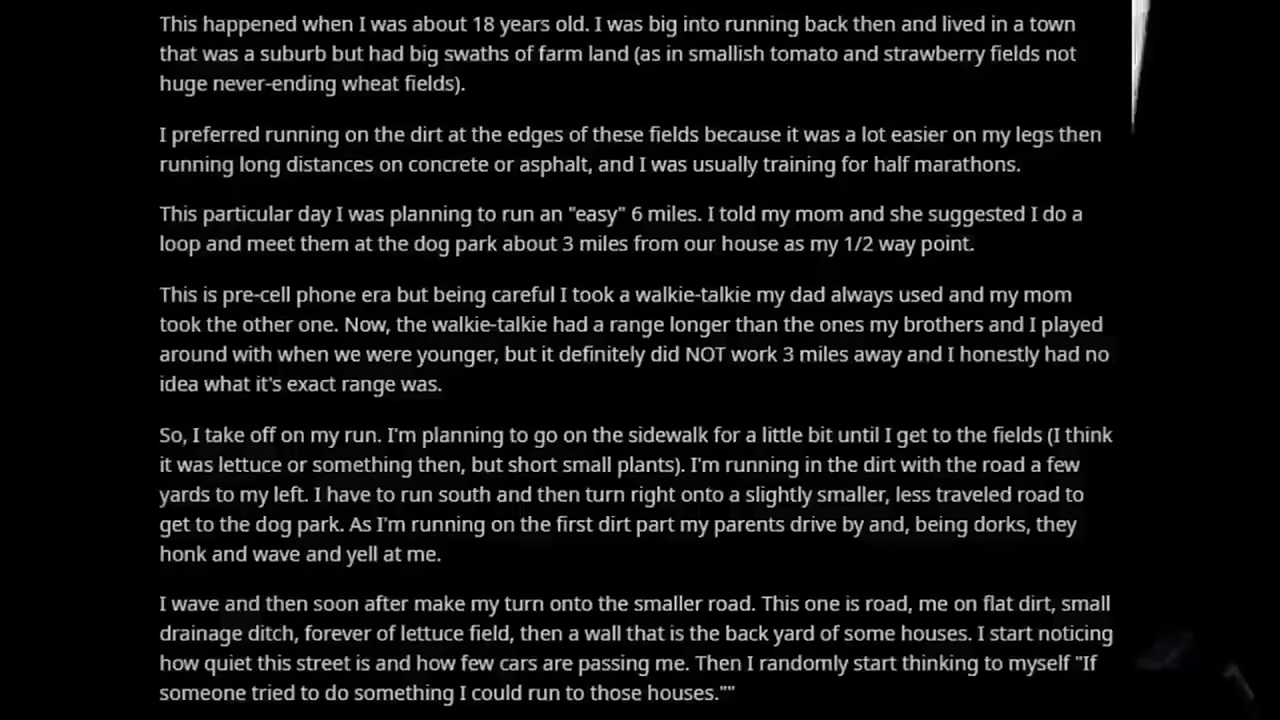 This happened when I was about 18 years old. I was big into running back then and lived in a town
that was a suburb but had big swaths of farm land (as in smallish tomato and strawberry fields not
huge never-ending wheat fields).
I preferred running on the dirt at the edges of these fields because it was a lot easier on my legs then
running long distances on concrete or asphalt, and I was usually training for half marathons.
This particular day I was planning to run an "easy" 6 miles. I told my mom and she suggested I do a
loop and meet them at the dog park about 3 miles from our house as my 1/2 way point.
This is pre-cell phone era but being careful I took a walkie-talkie my dad always used and my mom
took the other one. Now, the walkie-talkie had a range longer than the ones my brothers and I played
around with when we were younger, but it definitely did NOT work 3 miles away and I honestly had no
idea what it's exact range was.
So, I take off on my run. I'm planning to go on the sidewalk for a little bit until I get to the fields (I think
it was lettuce or something then, but short small plants). I'm running in the dirt with the road a few
yards to my left. I have to run south and then turn right onto a slightly smaller, less traveled road to
get to the dog park. As I'm running on the first dirt part my parents drive by and, being dorks, they
honk and wave and yell at me.
I wave and then soon after make my turn onto the smaller road. This one is road, me on flat dirt, small
drainage ditch, forever of lettuce field, then a wall that is the back yard of some houses. I start noticing
how quiet this street is and how few cars are passing me. Then I randomly start thinking to myself "If
someone tried to do something I could run to those houses.""